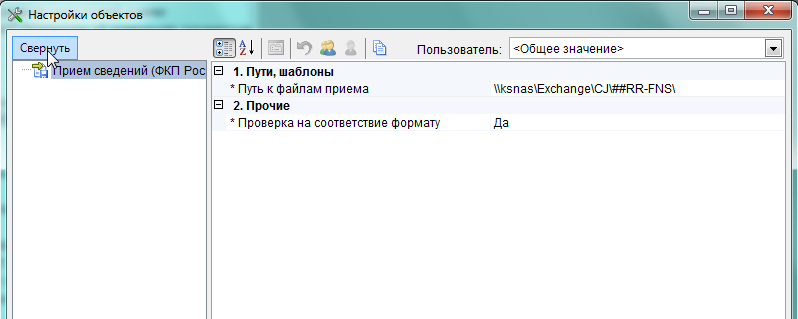 Настройки объектов
Свернуть
Пользователь: <Общее значение>
Прием сведений (ФКП Рос
1. Пути, шаблоны
* Путь к файлам приема \\ksnas\Exchange\CJ\##RR-FNS\
2. Прочие
* Проверка на соответствие формату Да